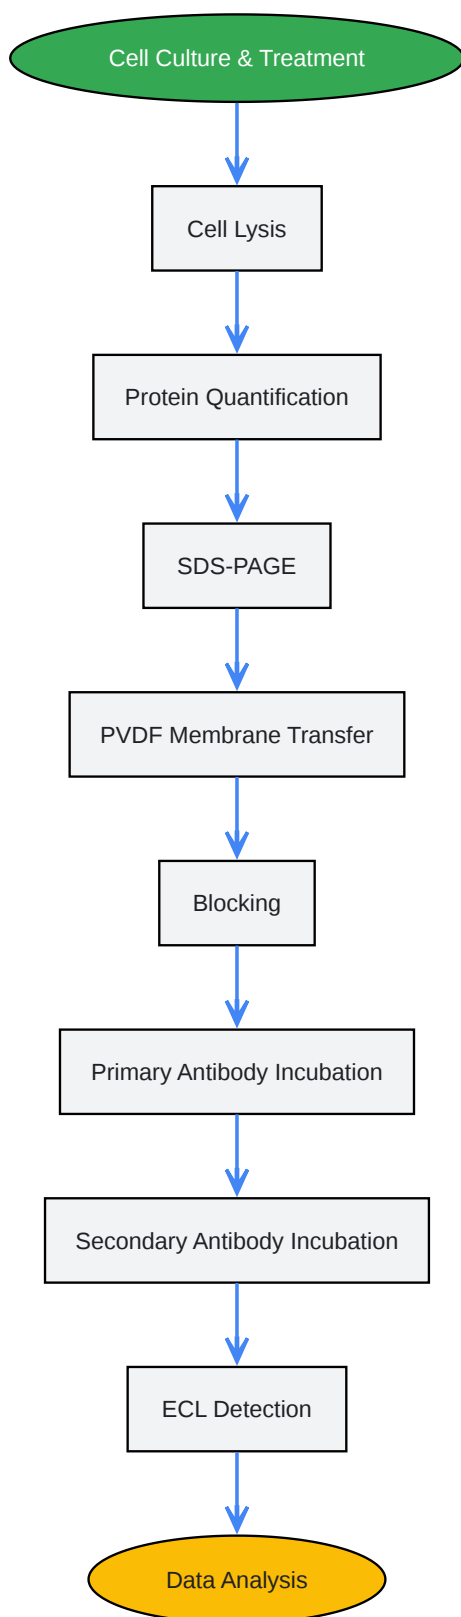 Cell Culture & Treatment
Cell Lysis
Protein Quantification
SDS-PAGE
PVDF Membrane Transfer
Blocking
Primary Antibody Incubation
Secondary Antibody Incubation
ECL Detection
Data Analysis